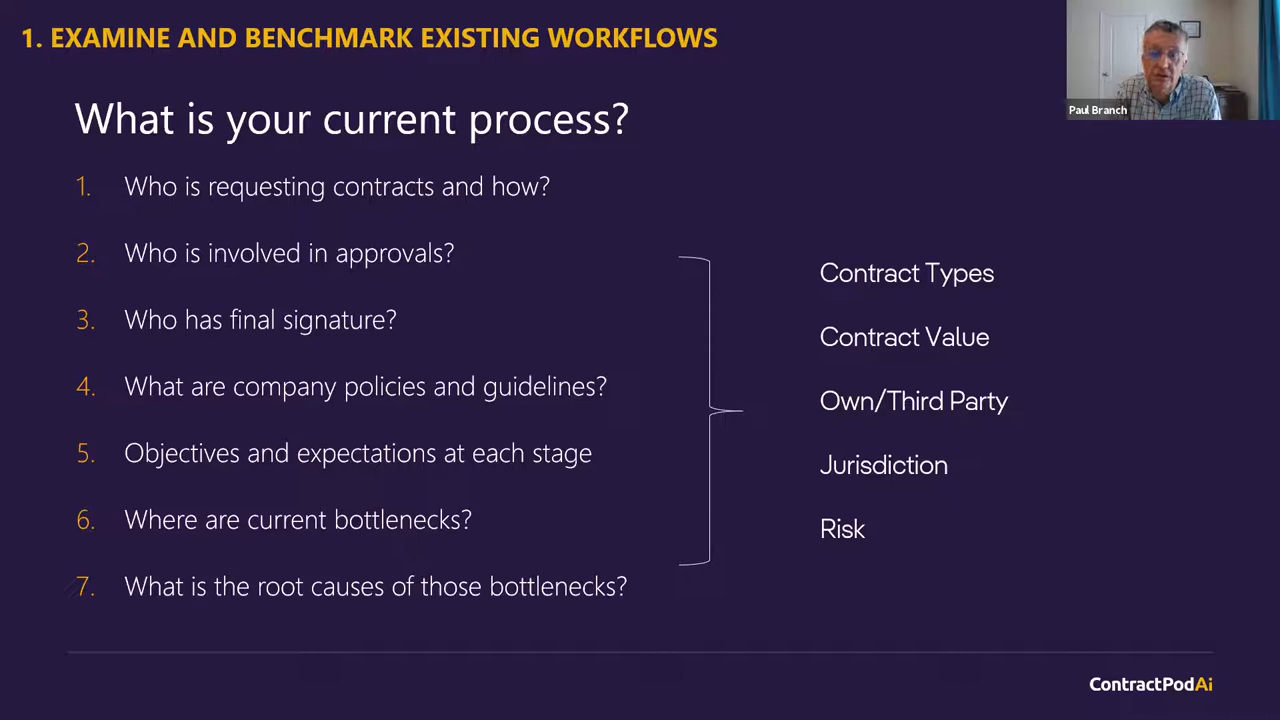 1. EXAMINE AND BENCHMARK EXISTING WORKFLOWS
Paul Branch
What is your current process?
1. Who is requesting contracts and how?
2. Who is involved in approvals?
3. Who has final signature?
4. What are company policies and guidelines?
5. Objectives and expectations at each stage
6. Where are current bottlenecks?
7. What is the root causes of those bottlenecks?
Contract Types
Contract Value
Own/Third Party
Jurisdiction
Risk
ContractPodAi